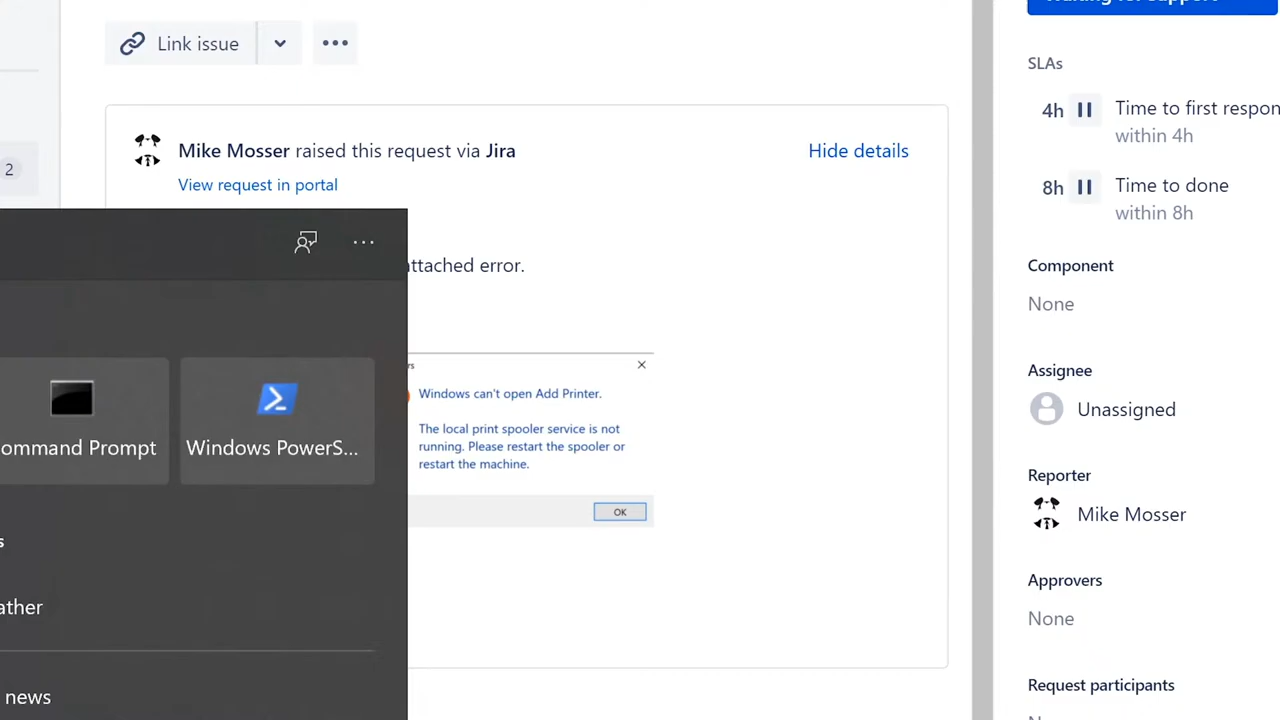 Link issue
2
Mike Mosser raised this request via Jira
Hide details
View request in portal
ttached error.
ommand Prompt
Windows PowerS...
s
ather
news
rs
Windows can't open Add Printer.
The local print spooler service is not
running. Please restart the spooler or
restart the machine.
OK
SLAs
4h
Time to first respon
within 4h
8h
Time to done
within 8h
Component
None
Assignee
Unassigned
Reporter
Mike Mosser
Approvers
None
Request participants